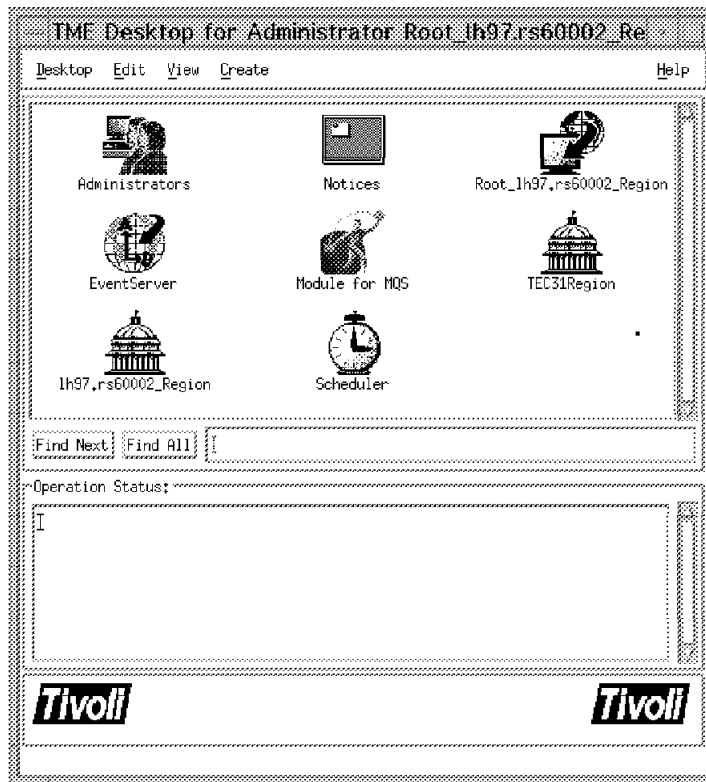 TME Desktop for Administrator Root_lh97.rs60002_Re
Desktop Edit View Create Help
Administrators Notices Root_lh97.rs60002_Region
EventServer Module for MQS TEC31Region
lh97.rs60002_Region Scheduler
Find Next Find All
Operation Status:
Tivoli Tivoli